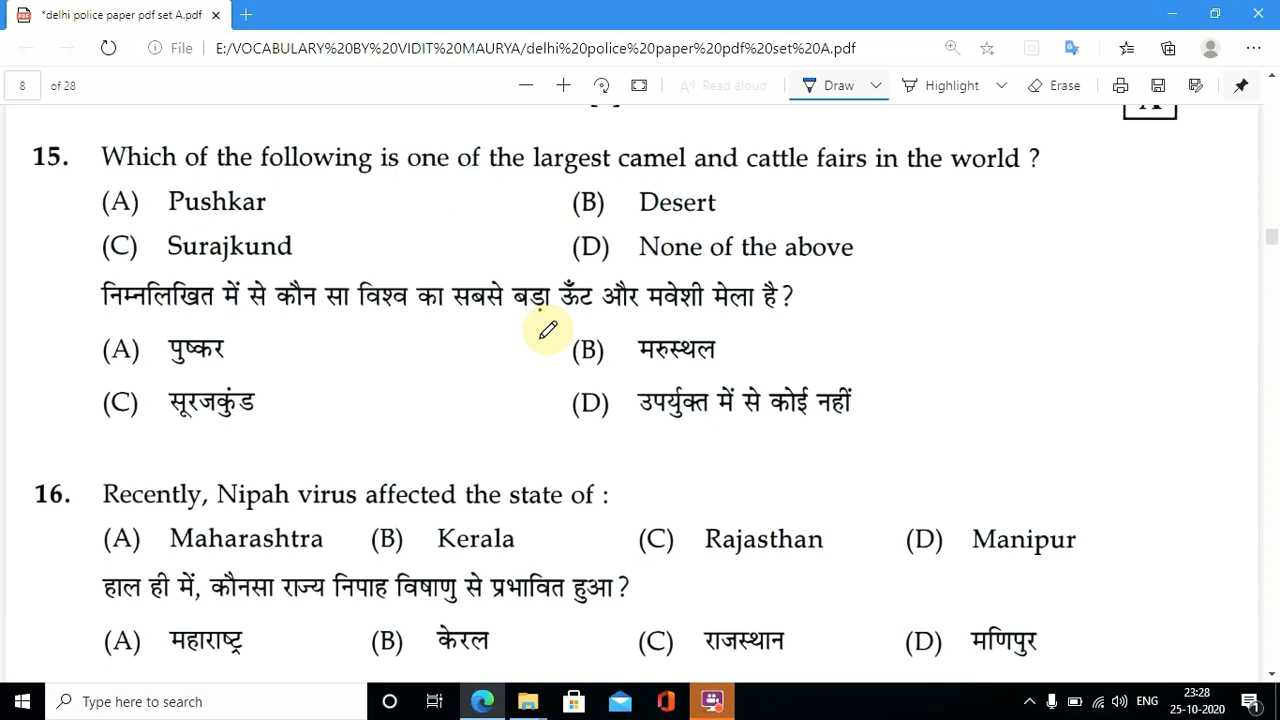 *delhi police paper pdf set A.pdf
File E:/VOCABULARY%20BY%20VIDIT%20MAURYA/delhi%20police%20paper%20pdf%20set%20A.pdf
8 of 28 Read aloud Draw Highlight Erase
A
15. Which of the following is one of the largest camel and cattle fairs in the world ?
(A) Pushkar (B) Desert
(C) Surajkund (D) None of the above
निम्नलिखित में से कौन सा विश्व का सबसे बड़ा ऊँट और मवेशी मेला है?
(A) पुष्कर (B) मरुस्थल
(C) सूरजकुंड (D) उपर्युक्त में से कोई नहीं
16. Recently, Nipah virus affected the state of :
(A) Maharashtra (B) Kerala (C) Rajasthan (D) Manipur
हाल ही में, कौनसा राज्य निपाह विषाणु से प्रभावित हुआ?
(A) महाराष्ट्र (B) केरल (C) राजस्थान (D) मणिपुर
Type here to search ENG 23:28
25-10-2020 1